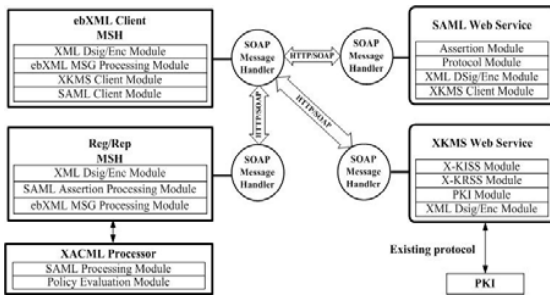 ebXML Client
MSH
XML Dsig/Enc Module
ebXML MSG Processing Module
XKMS Client Module
SAML Client Module
SOAP
Message
Handler
HTTP/SOAP
SOAP
Message
Handler
SAML Web Service
Assertion Module
Protocol Module
XML DSig/Enc Module
XKMS Client Module
HTTP/SOAP
HTTP/SOAP
Reg/Rep
MSH
XML Dsig/Enc Module
SAML Assertion Processing Module
ebXML MSG Processing Module
SOAP
Message
Handler
SOAP
Message
Handler
XKMS Web Service
X-KISS Module
X-KRSS Module
PKI Module
XML Dsig/Enc Module
XACML Processor
SAML Processing Module
Policy Evaluation Module
Existing protocol
PKI